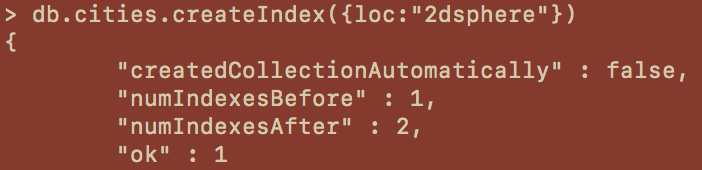 > db.cities.createIndex({loc:"2dsphere"})
{
        "createdCollectionAutomatically" : false,
        "numIndexesBefore" : 1,
        "numIndexesAfter" : 2,
        "ok" : 1